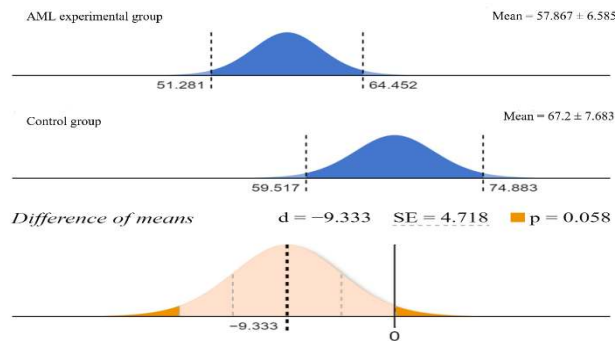 AML experimental group
Mean = 57.867 ± 6.585
51.281
64.452
Control group
Mean = 67.2 ± 7.683
59.517
74.883
Difference of means d = −9.333 SE = 4.718 p = 0.058
−9.333
0